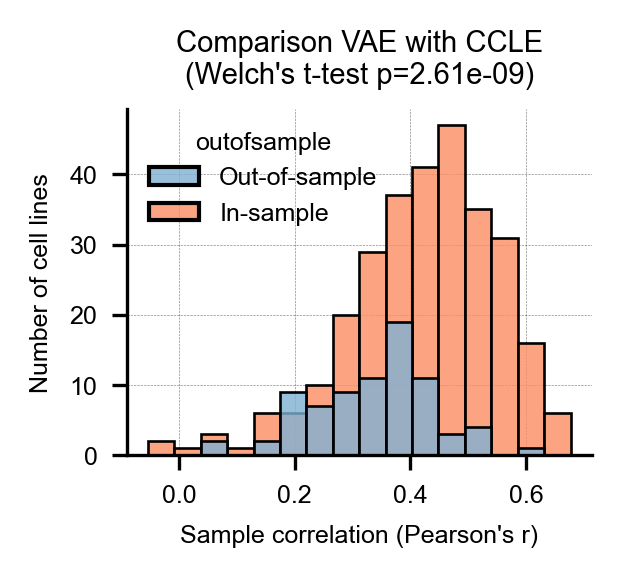 Comparison VAE with CCLE
(Welch's t-test p=2.61e-09)
outofsample
Out-of-sample
In-sample
Number of cell lines
40
30
20
10
0
0.0 0.2 0.4 0.6
Sample correlation (Pearson's r)